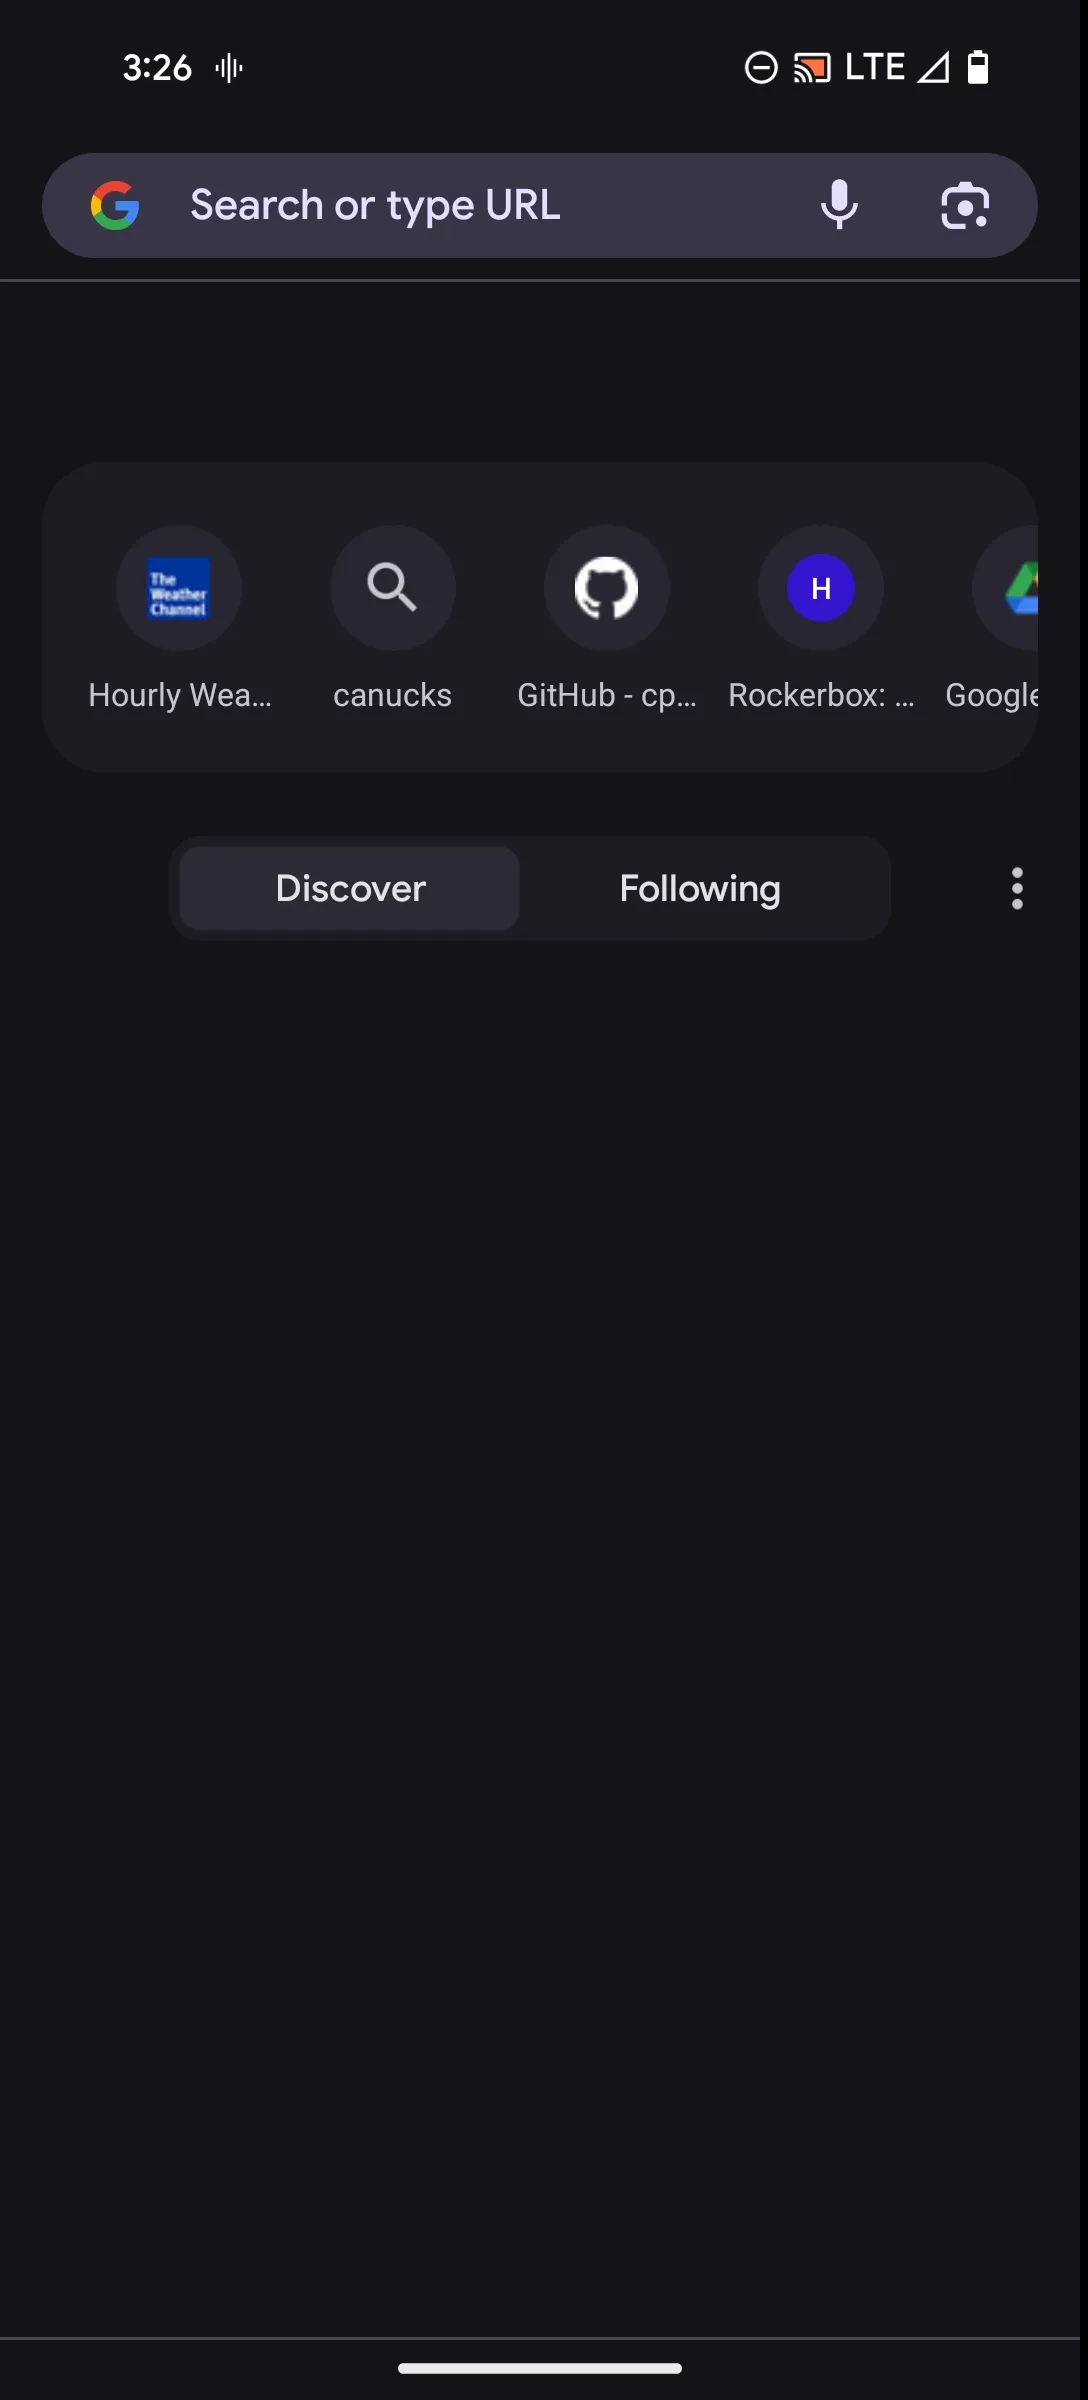 3:26 LTE
Search or type URL
The
Weather
Channel
H
Hourly Wea... canucks GitHub - cp... Rockerbox: ... Google
Discover Following